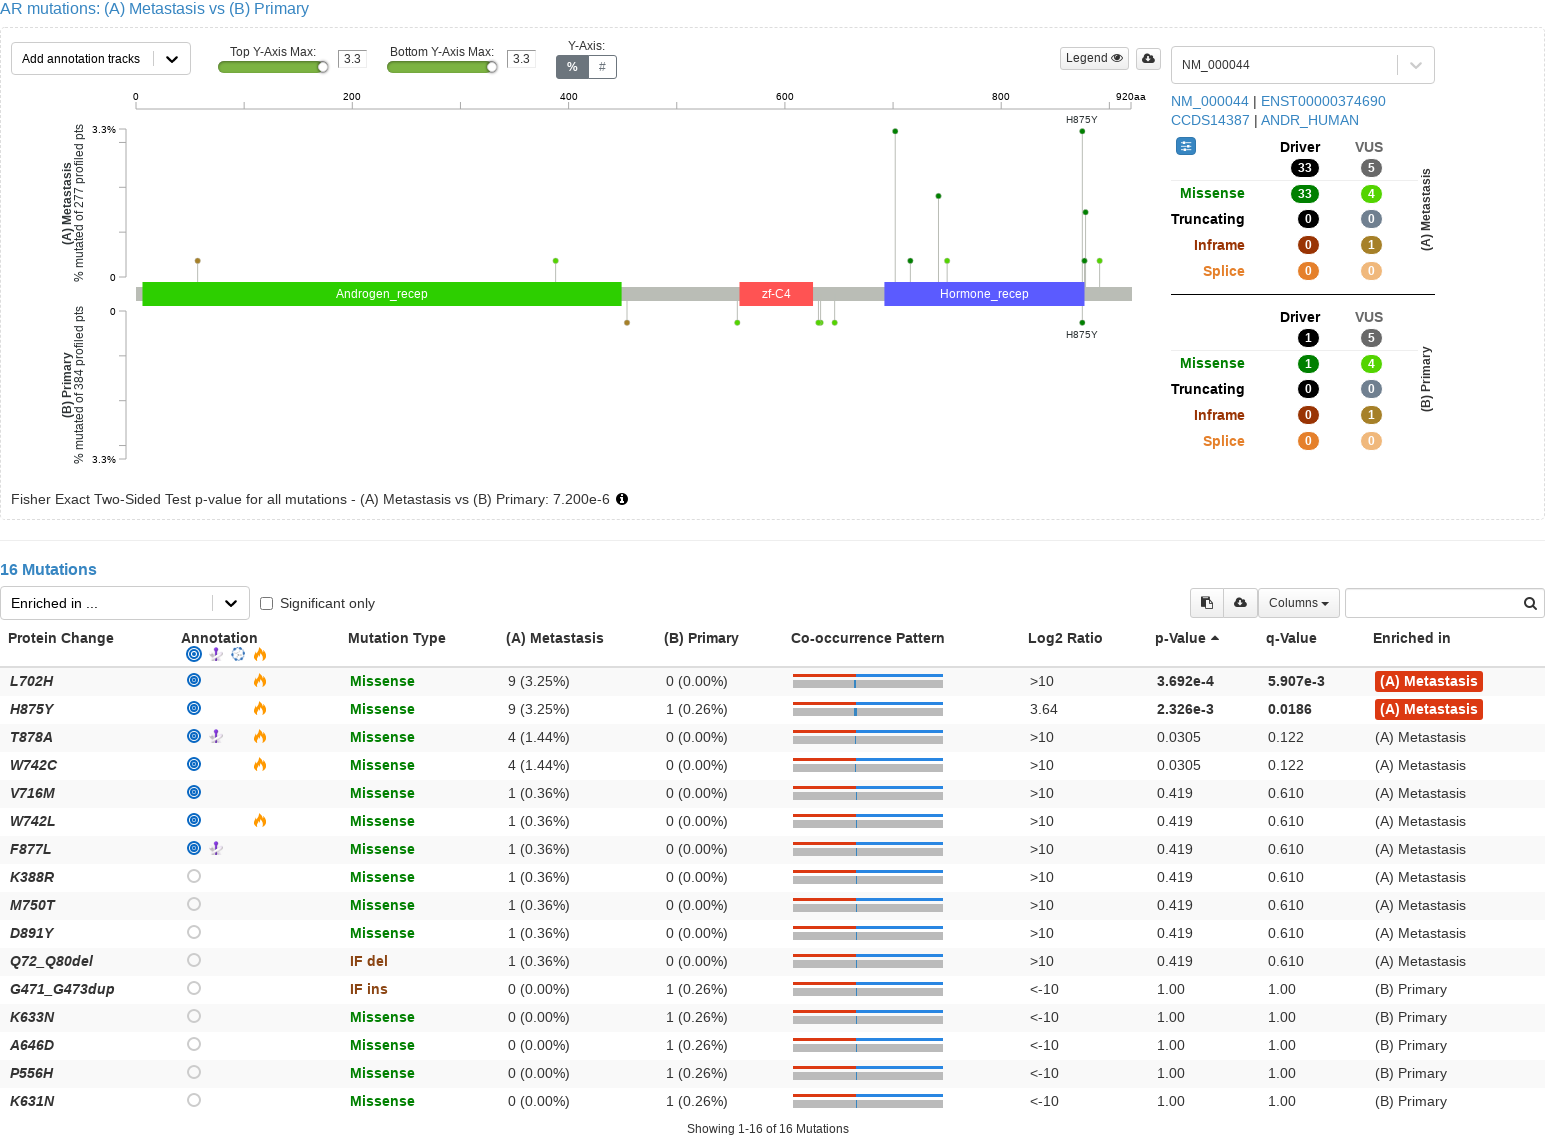 AR mutations: (A) Metastasis vs (B) Primary
Add annotation tracks
Top Y-Axis Max:
3.3
Bottom Y-Axis Max:
3.3
Y-Axis:
% #
Legend
NM_000044
NM_000044 | ENST00000374690
CCDS14387 | ANDR_HUMAN
0 200 400 600 800 920aa
(A) Metastasis
% mutated of 277 profiled pts
3.3%
0
H875Y
Androgen_recep zf-C4 Hormone_recep
(B) Primary
% mutated of 384 profiled pts
0
3.3%
H875Y
Driver VUS
33 5
Missense 33 4
Truncating 0 0
Inframe 0 1
Splice 0 0
(A) Metastasis
Driver VUS
1 5
Missense 1 4
Truncating 0 0
Inframe 0 1
Splice 0 0
(B) Primary
Fisher Exact Two-Sided Test p-value for all mutations - (A) Metastasis vs (B) Primary: 7.200e-6
16 Mutations
Enriched in ...
Significant only
Columns
Protein Change Annotation Mutation Type (A) Metastasis (B) Primary Co-occurrence Pattern Log2 Ratio p-Value q-Value Enriched in
L702H Missense 9 (3.25%) 0 (0.00%) >10 3.692e-4 5.907e-3 (A) Metastasis
H875Y Missense 9 (3.25%) 1 (0.26%) 3.64 2.326e-3 0.0186 (A) Metastasis
T878A Missense 4 (1.44%) 0 (0.00%) >10 0.0305 0.122 (A) Metastasis
W742C Missense 4 (1.44%) 0 (0.00%) >10 0.0305 0.122 (A) Metastasis
V716M Missense 1 (0.36%) 0 (0.00%) >10 0.419 0.610 (A) Metastasis
W742L Missense 1 (0.36%) 0 (0.00%) >10 0.419 0.610 (A) Metastasis
F877L Missense 1 (0.36%) 0 (0.00%) >10 0.419 0.610 (A) Metastasis
K388R Missense 1 (0.36%) 0 (0.00%) >10 0.419 0.610 (A) Metastasis
M750T Missense 1 (0.36%) 0 (0.00%) >10 0.419 0.610 (A) Metastasis
D891Y Missense 1 (0.36%) 0 (0.00%) >10 0.419 0.610 (A) Metastasis
Q72_Q80del IF del 1 (0.36%) 0 (0.00%) >10 0.419 0.610 (A) Metastasis
G471_G473dup IF ins 0 (0.00%) 1 (0.26%) <-10 1.00 1.00 (B) Primary
K633N Missense 0 (0.00%) 1 (0.26%) <-10 1.00 1.00 (B) Primary
A646D Missense 0 (0.00%) 1 (0.26%) <-10 1.00 1.00 (B) Primary
P556H Missense 0 (0.00%) 1 (0.26%) <-10 1.00 1.00 (B) Primary
K631N Missense 0 (0.00%) 1 (0.26%) <-10 1.00 1.00 (B) Primary
Showing 1-16 of 16 Mutations